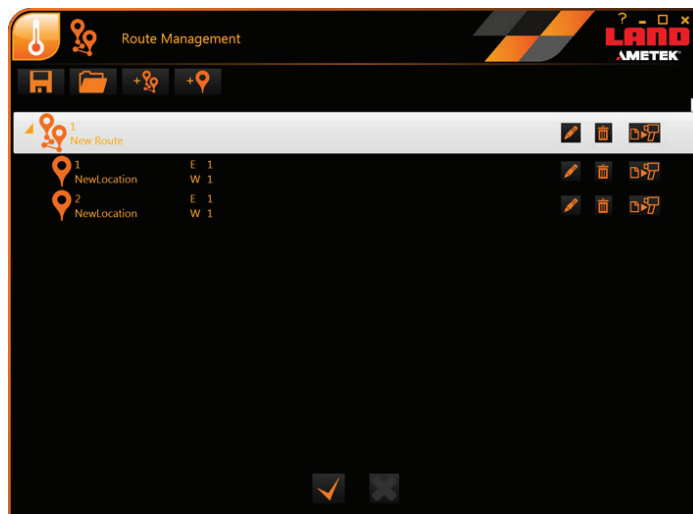 Route Management
LAND
AMETEK
1
New Route
1
NewLocation
E 1
W 1
2
NewLocation
E 1
W 1